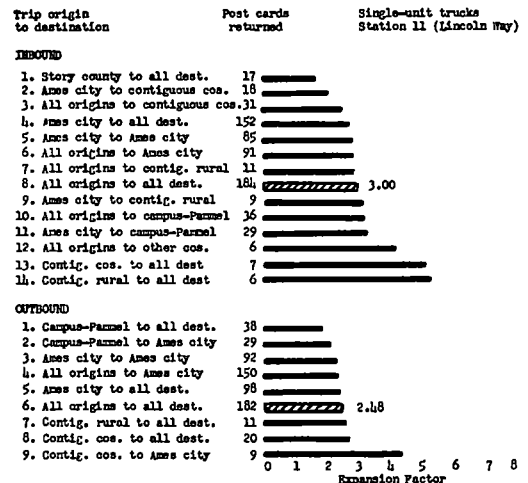 Trip origin Post cards Single-unit trucks
to destination returned Station 11 (Lincoln Way)
INBOUND
1. Story county to all dest. 17
2. Ames city to contiguous cos. 18
3. All origins to contiguous cos. 31
4. Ames city to all dest. 152
5. Ames city to Ames city 85
6. All origins to Ames city 91
7. All origins to contig. rural 11
8. All origins to all dest. 184 3.00
9. Ames city to contig. rural 9
10. All origins to campus-Pammel 36
11. Ames city to campus-Pammel 29
12. All origins to other cos. 6
13. Contig. cos. to all dest 7
14. Contig. rural to all dest 6
OUTBOUND
1. Campus-Pammel to all dest. 38
2. Campus-Pammel to Ames city 29
3. Ames city to Ames city 92
4. All origins to Ames city 150
5. Ames city to all dest. 98
6. All origins to all dest. 182 2.48
7. Contig. rural to all dest. 11
8. Contig. cos. to all dest. 20
9. Contig. cos. to Ames city 9
0 1 2 3 4 5 6 7 8
Expansion Factor